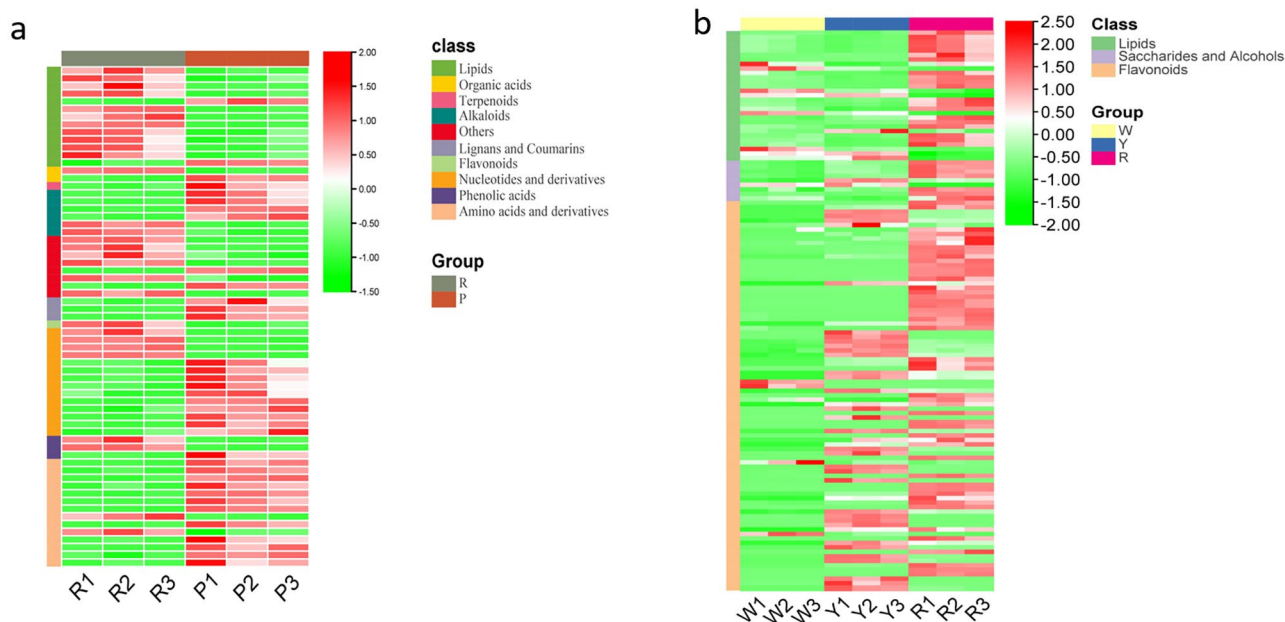 a
2.00
1.50
1.00
0.50
0.00
-0.50
-1.00
-1.50
class
Lipids
Organic acids
Terpenoids
Alkaloids
Others
Lignans and Coumarins
Flavonoids
Nucleotides and derivatives
Phenolic acids
Amino acids and derivatives
Group
R
P
R1 R2 R3 P1 P2 P3
b
2.50
2.00
1.50
1.00
0.50
0.00
-0.50
-1.00
-1.50
-2.00
Class
Lipids
Saccharides and Alcohols
Flavonoids
Group
W
Y
R
W1 W2 W3 Y1 Y2 Y3 R1 R2 R3